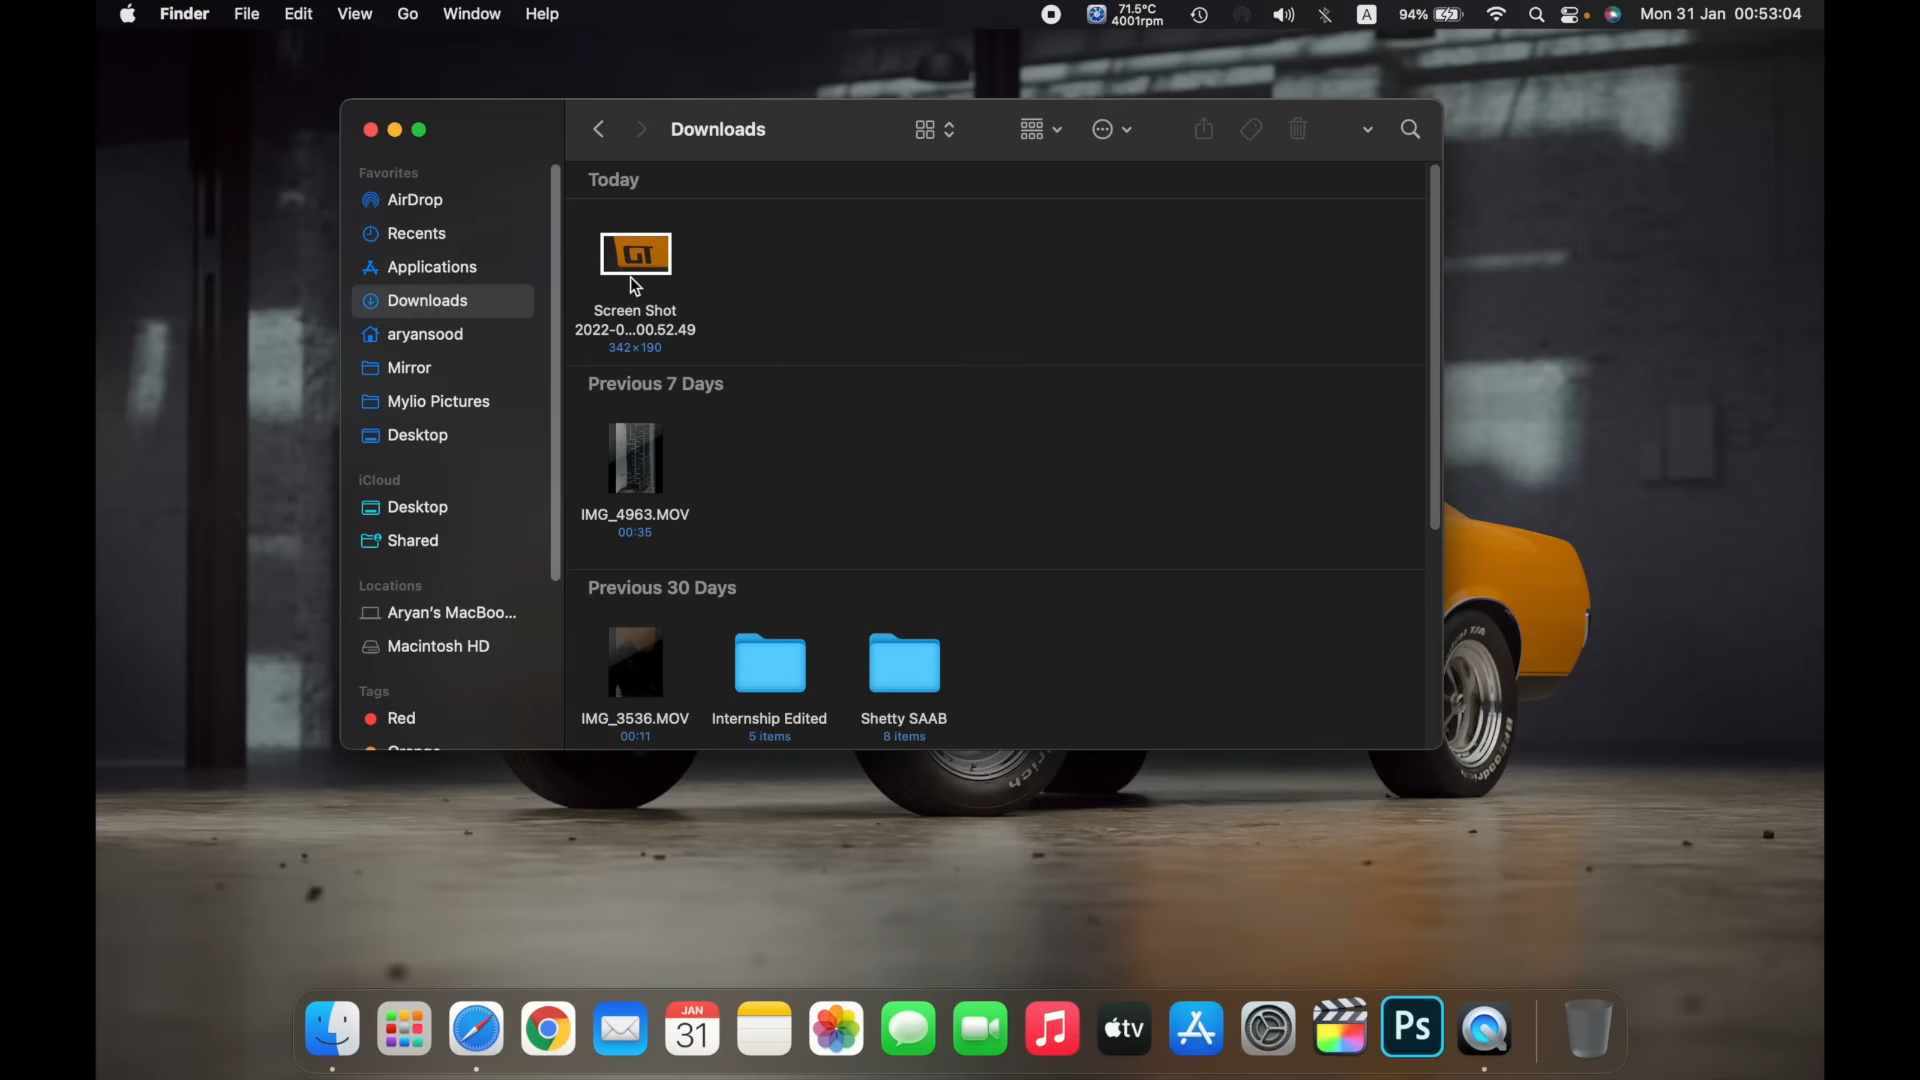 Finder File Edit View Go Window Help
71.5°C
4001rpm
A 94% Mon 31 Jan 00:53:04
Downloads
Favorites
AirDrop
Recents
Applications
Downloads
aryansood
Mirror
Mylio Pictures
Desktop
iCloud
Desktop
Shared
Locations
Aryan's MacBoo...
Macintosh HD
Tags
Red
Today
GT
Screen Shot
2022-0...00.52.49
342×190
Previous 7 Days
IMG_4963.MOV
00:35
Previous 30 Days
IMG_3536.MOV Internship Edited Shetty SAAB
00:11 5 items 8 items
JAN
31
tv
Ps